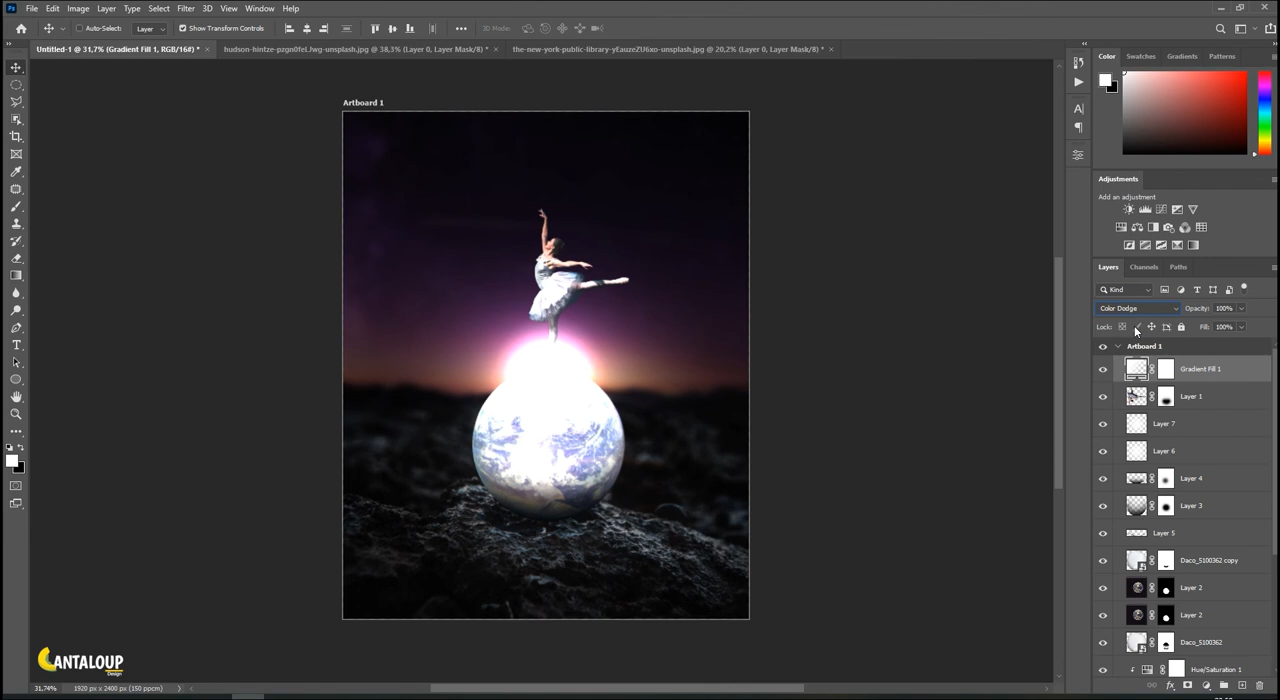 Ps File Edit Image Layer Type Select Filter 3D View Window Help
Auto-Select: Layer Show Transform Controls 3D Mode:
Untitled-1 @ 31,7% (Gradient Fill 1, RGB/16#) * × hudson-hintze-pzgn0feLhwg-unsplash.jpg @ 38,3% (Layer 0, Layer Mask/8) * × the-new-york-public-library-yEauzeZU6xo-unsplash.jpg @ 20,2% (Layer 0, Layer Mask/8) * ×
Color Swatches Gradients Patterns
Artboard 1
Adjustments
Add an adjustment
Layers Channels Paths
Kind
Color Dodge Opacity: 100%
Lock: Fill: 100%
Artboard 1
Gradient Fill 1
Layer 1
Layer 7
Layer 6
Layer 4
Layer 3
Layer 5
Daco_5100362 copy
Layer 2
Layer 2
Daco_5100362
Hue/Saturation 1
CANTALOUP
Design
31,74% 1920 px x 2400 px (150 ppcm)